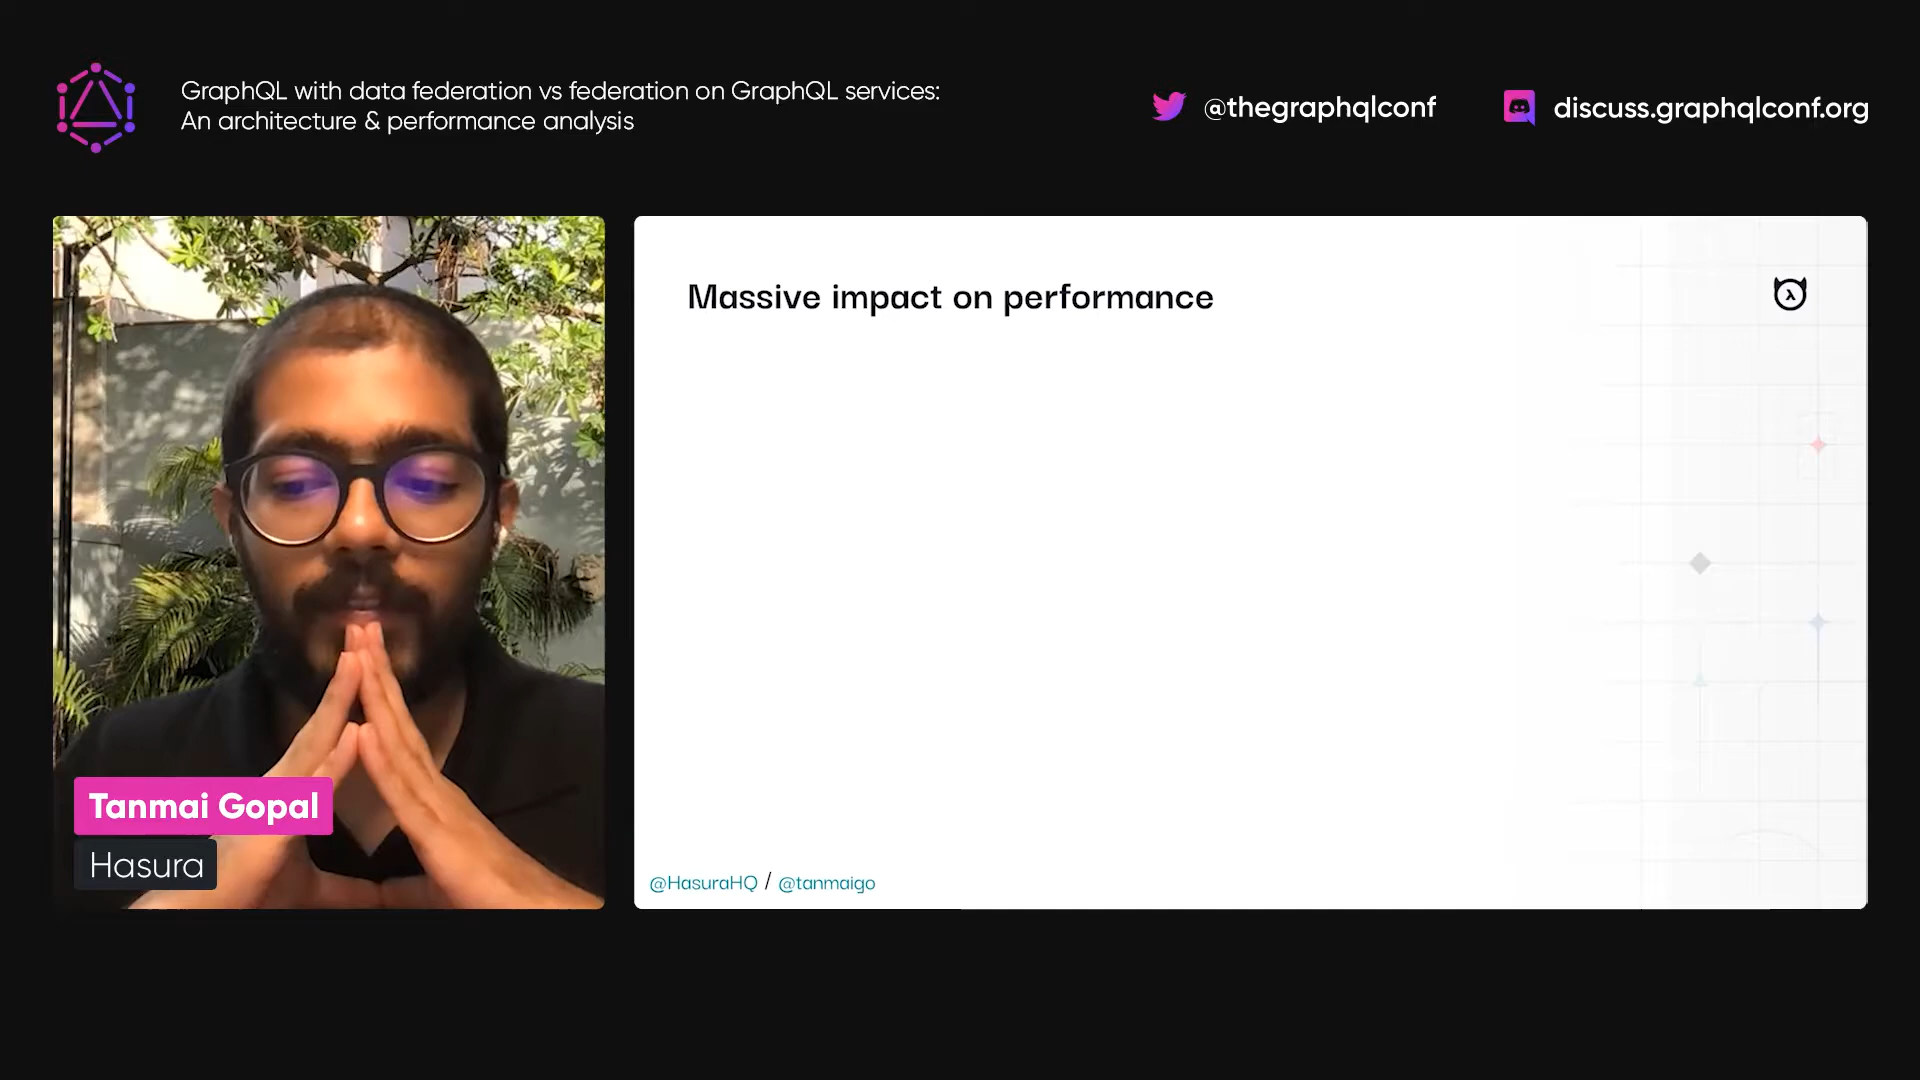 GraphQL with data federation vs federation on GraphQL services:
An architecture & performance analysis
@thegraphqlconf
discuss.graphqlconf.org
Massive impact on performance
Tanmai Gopal
Hasura
@HasuraHQ / @tanmaigo